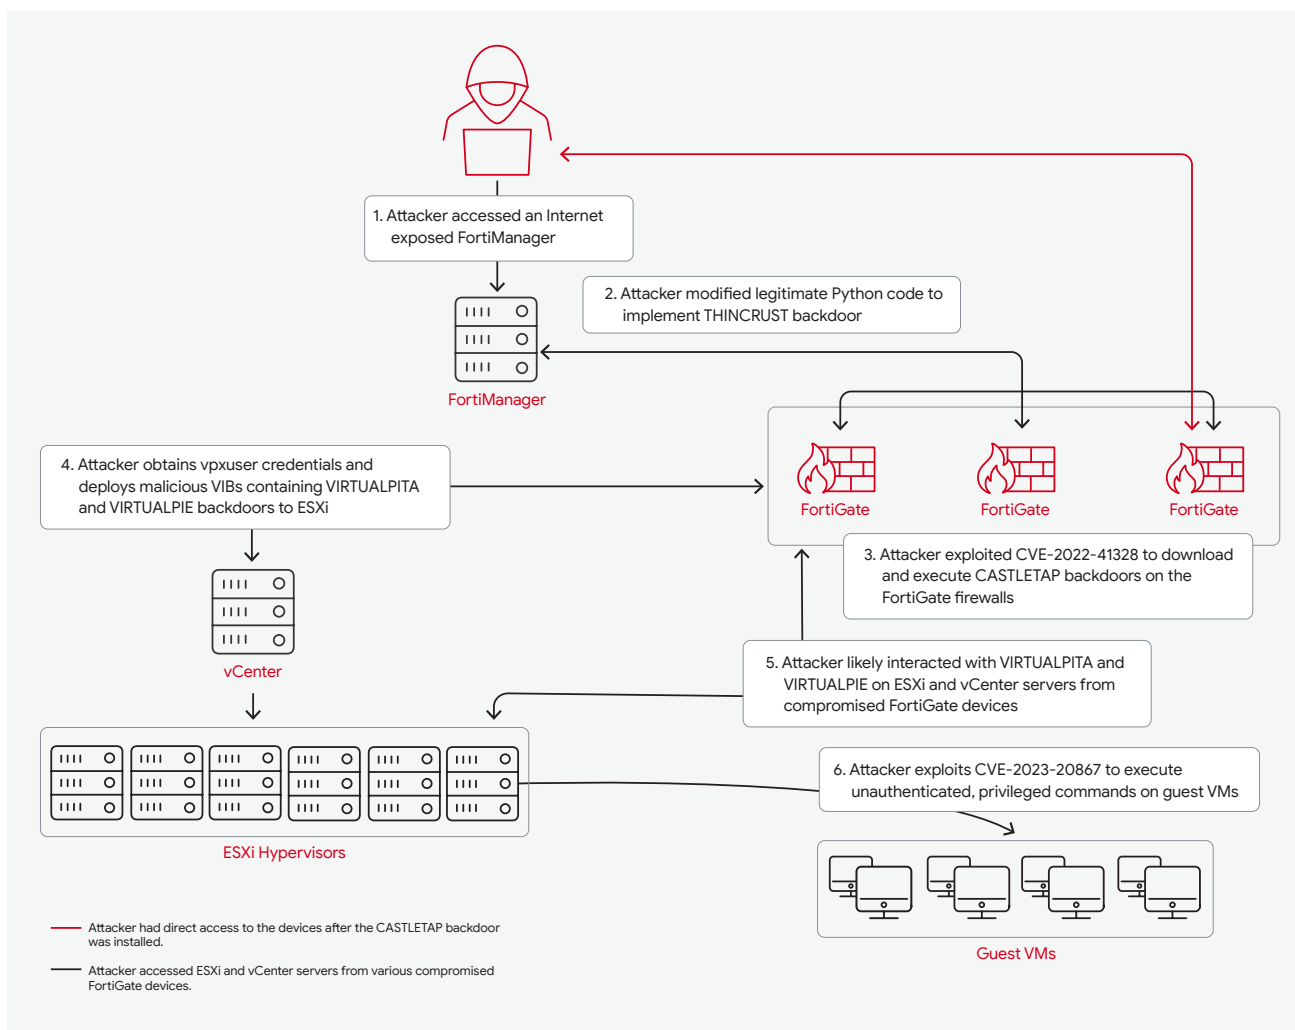 1. Attacker accessed an Internet
exposed FortiManager
2. Attacker modified legitimate Python code to
implement THINCRUST backdoor
FortiManager
4. Attacker obtains vpxuser credentials and
deploys malicious VIBs containing VIRTUALPITA
and VIRTUALPIE backdoors to ESXi
FortiGate
FortiGate
FortiGate
3. Attacker exploited CVE-2022-41328 to download
and execute CASTLETAP backdoors on the
FortiGate firewalls
vCenter
5. Attacker likely interacted with VIRTUALPITA and
VIRTUALPIE on ESXi and vCenter servers from
compromised FortiGate devices
6. Attacker exploits CVE-2023-20867 to execute
unauthenticated, privileged commands on guest VMs
ESXi Hypervisors
Guest VMs
Attacker had direct access to the devices after the CASTLETAP backdoor
was installed.
Attacker accessed ESXi and vCenter servers from various compromised
FortiGate devices.